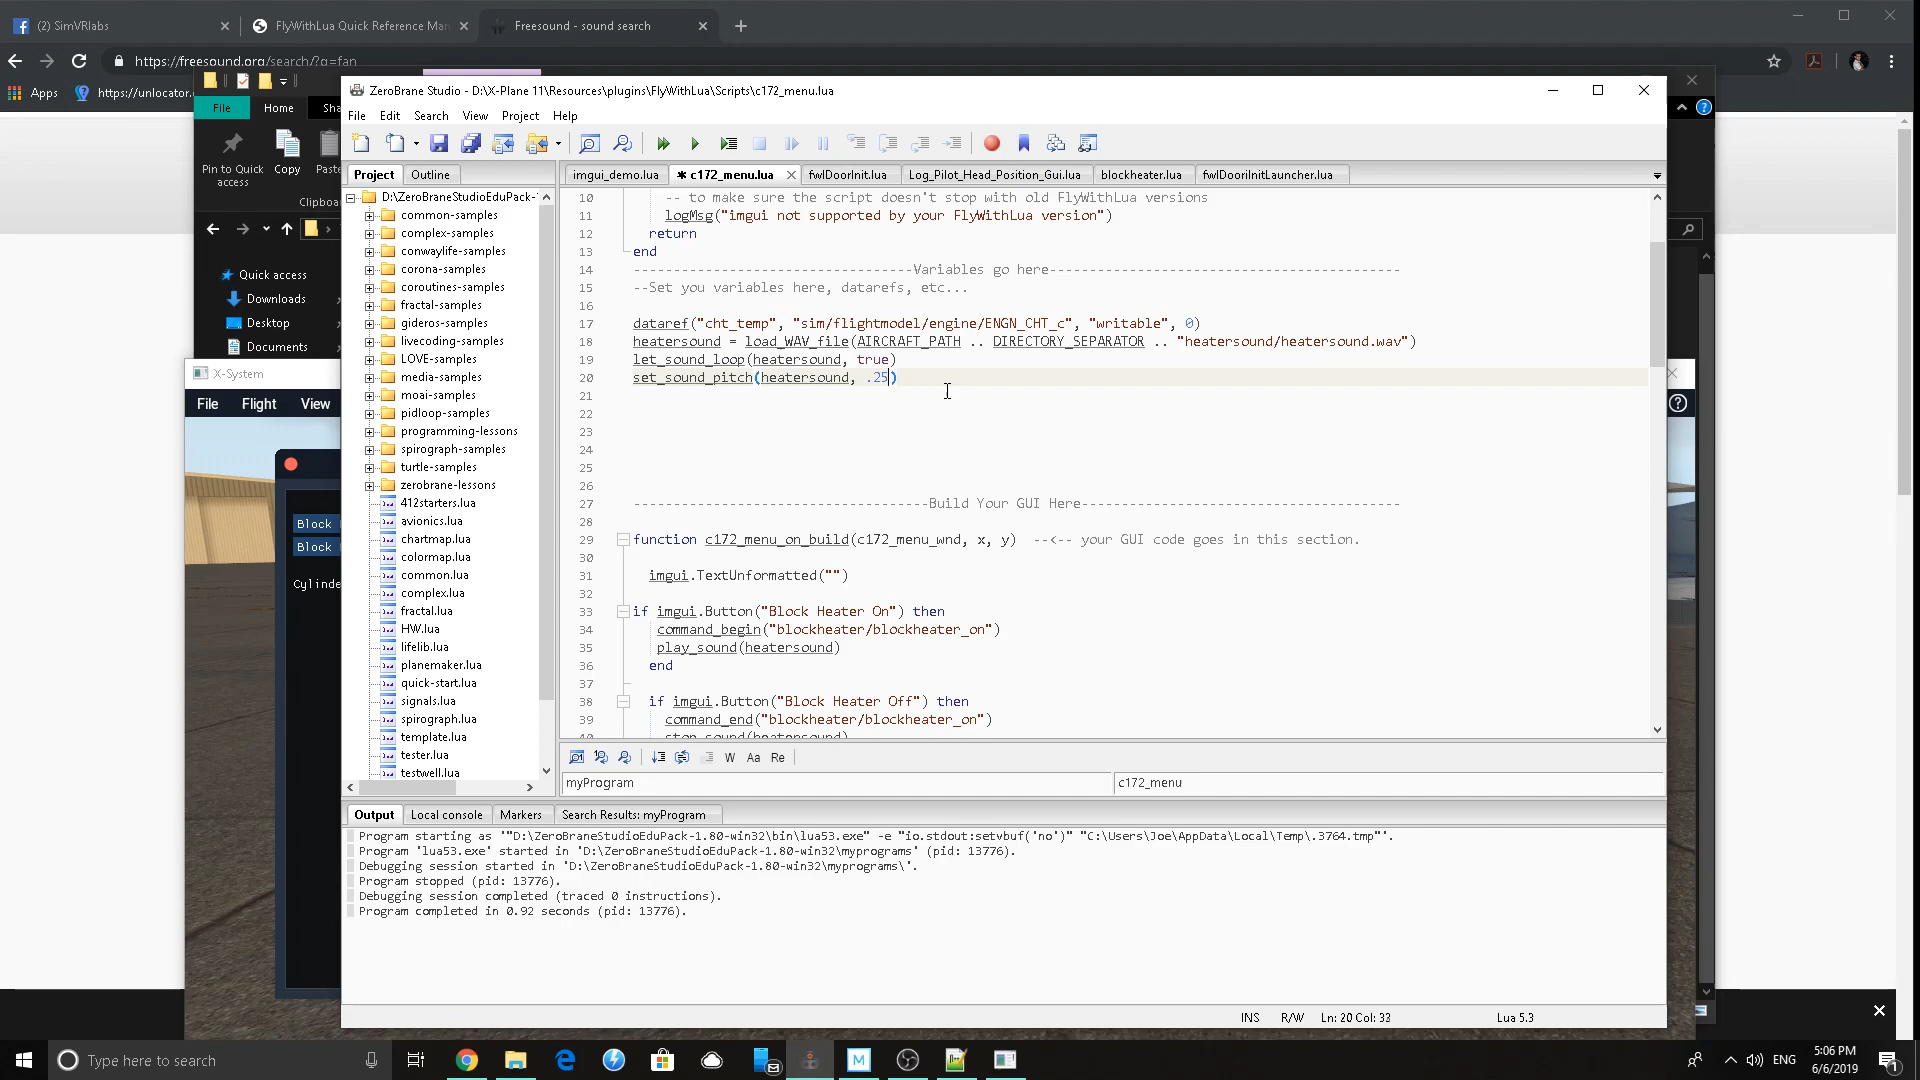 (2) SimVRlabs
FlyWithLua Quick Reference Man
Freesound - sound search
https://freesound.org/search/?q=fan
Apps
https://unlocator.
File
Home
Sha
Pin to Quick access
Copy
Paste
Clipboa
Quick access
Downloads
Desktop
Documents
X-System
File Flight View
Block
Block
Cylinde
ZeroBrane Studio - D:\X-Plane 11\Resources\plugins\FlyWithLua\Scripts\c172_menu.lua
File Edit Search View Project Help
Project Outline
D:\ZeroBraneStudioEduPack-
common-samples
complex-samples
conwaylife-samples
corona-samples
coroutines-samples
fractal-samples
gideros-samples
livecoding-samples
LOVE-samples
media-samples
moai-samples
pidloop-samples
programming-lessons
spirograph-samples
turtle-samples
zerobrane-lessons
412starters.lua
avionics.lua
chartmap.lua
colormap.lua
common.lua
complex.lua
fractal.lua
HW.lua
lifelib.lua
planemaker.lua
quick-start.lua
signals.lua
spirograph.lua
template.lua
tester.lua
testwell.lua
imgui_demo.lua * c172_menu.lua fwlDoorInit.lua Log_Pilot_Head_Position_Gui.lua blockheater.lua fwlDooriInitLauncher.lua
10 -- to make sure the script doesn't stop with old FlyWithLua versions
11 logMsg("imgui not supported by your FlyWithLua version")
12 return
13 end
14 -----------------------------------Variables go here--------------------------------------------
15 --Set you variables here, datarefs, etc...
16
17 dataref("cht_temp", "sim/flightmodel/engine/ENGN_CHT_c", "writable", 0)
18 heatersound = load_WAV_file(AIRCRAFT_PATH .. DIRECTORY_SEPARATOR .. "heatersound/heatersound.wav")
19 let_sound_loop(heatersound, true)
20 set_sound_pitch(heatersound, .25)
21
22
23
24
25
26
27 -------------------------------------Build Your GUI Here----------------------------------------
28
29 function c172_menu_on_build(c172_menu_wnd, x, y) --<-- your GUI code goes in this section.
30
31 imgui.TextUnformatted("")
32
33 if imgui.Button("Block Heater On") then
34 command_begin("blockheater/blockheater_on")
35 play_sound(heatersound)
36 end
37
38 if imgui.Button("Block Heater Off") then
39 command_end("blockheater/blockheater_on")
40 stop_sound(heatersound)
W Aa Re
myProgram
c172_menu
Output Local console Markers Search Results: myProgram
Program starting as '"D:\ZeroBraneStudioEduPack-1.80-win32\bin\lua53.exe" -e "io.stdout:setvbuf('no')" "C:\Users\Joe\AppData\Local\Temp\.3764.tmp"'.
Program 'lua53.exe' started in 'D:\ZeroBraneStudioEduPack-1.80-win32\myprograms' (pid: 13776).
Debugging session started in 'D:\ZeroBraneStudioEduPack-1.80-win32\myprograms\'.
Program stopped (pid: 13776).
Debugging session completed (traced 0 instructions).
Program completed in 0.92 seconds (pid: 13776).
INS R/W Ln: 20 Col: 33 Lua 5.3
Type here to search
M
ENG
5:06 PM
6/6/2019
1